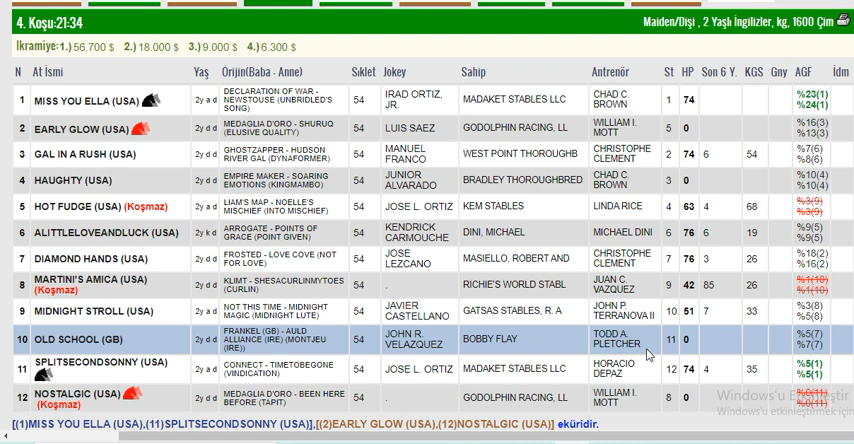 4. Koşu:21:34 Maiden/Dişi , 2 Yaşlı İngilizler, kg, 1600 Çim
İkramiye: 1.) 56.700 $ 2.) 18.000 $ 3.) 9.000 $ 4.) 6.300 $
N At İsmi Yaş Orijin(Baba - Anne) Sıklet Jokey Sahip Antrenör St HP Son 6 Y. KGS Gny AGF İdm
1 MISS YOU ELLA (USA) 2y a d DECLARATION OF WAR - NEWSTOUSE (UNBRIDLED'S SONG) 54 IRAD ORTIZ, JR. MADAKET STABLES LLC CHAD C. BROWN 1 74 %23(1) %24(1)
2 EARLY GLOW (USA) 2y d d MEDAGLIA D'ORO - SHURUQ (ELUSIVE QUALITY) 54 LUIS SAEZ GODOLPHIN RACING, LL WILLIAM I. MOTT 5 0 %16(3) %13(3)
3 GAL IN A RUSH (USA) 2y d d GHOSTZAPPER - HUDSON RIVER GAL (DYNAFORMER) 54 MANUEL FRANCO WEST POINT THOROUGHB CHRISTOPHE CLEMENT 2 74 6 54 %7(6) %8(6)
4 HAUGHTY (USA) 2y d d EMPIRE MAKER - SOARING EMOTIONS (KINGMAMBO) 54 JUNIOR ALVARADO BRADLEY THOROUGHBRED CHAD C. BROWN 3 0 %10(4) %10(4)
5 HOT FUDGE (USA) (Koşmaz) 2y a d LIAM'S MAP - NOELLE'S MISCHIEF (INTO MISCHIEF) 54 JOSE L. ORTIZ KEM STABLES LINDA RICE 4 63 4 68 %3(9) %3(9)
6 ALITTLELOVEANDLUCK (USA) 2y k d ARROGATE - POINTS OF GRACE (POINT GIVEN) 54 KENDRICK CARMOUCHE DINI, MICHAEL MICHAEL DINI 6 76 6 19 %9(5) %9(5)
7 DIAMOND HANDS (USA) 2y d d FROSTED - LOVE COVE (NOT FOR LOVE) 54 JOSE LEZCANO MASIELLO, ROBERT AND CHRISTOPHE CLEMENT 7 76 3 26 %18(2) %16(2)
8 MARTINI'S AMICA (USA) (Koşmaz) 2y d d KLIMT - SHESACURLINMYTOES (CURLIN) 54 . RICHIE'S WORLD STABL JUAN C. VAZQUEZ 9 42 85 26 %1(10) %1(10)
9 MIDNIGHT STROLL (USA) 2y a d NOT THIS TIME - MIDNIGHT MAGIC (MIDNIGHT LUTE) 54 JAVIER CASTELLANO GATSAS STABLES, R. A JOHN P. TERRANOVA II 10 51 7 33 %3(8) %5(8)
10 OLD SCHOOL (GB) 2y d d FRANKEL (GB) - AULD ALLIANCE (IRE) (MONTJEU (IRE)) 54 JOHN R. VELAZQUEZ BOBBY FLAY TODD A. PLETCHER 11 0 %5(7) %7(7)
11 SPLITSECONDSONNY (USA) 2y a d CONNECT - TIMETOBEGONE (VINDICATION) 54 JOSE L. ORTIZ MADAKET STABLES LLC HORACIO DEPAZ 12 74 4 35 %5(1) %5(1)
12 NOSTALGIC (USA) (Koşmaz) 2y d d MEDAGLIA D'ORO - BEEN HERE BEFORE (TAPIT) 54 . GODOLPHIN RACING, LL WILLIAM I. MOTT 8 0 %0(11) %0(11)
[(1)MISS YOU ELLA (USA),(11)SPLITSECONDSONNY (USA)],[(2)EARLY GLOW (USA),(12)NOSTALGIC (USA)] eküridir.
Windows'u Etkinleştir
Windows'u etkinleştirmek için